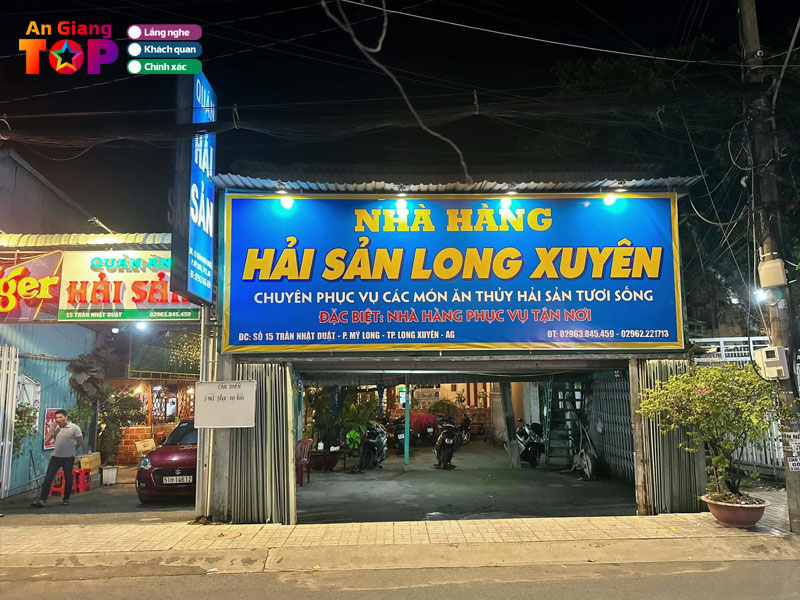 An Giang
TOP
Lắng nghe
Khách quan
Chính xác
QUÁN
HẢI
SẢN
NHÀ HÀNG
HẢI SẢN LONG XUYÊN
CHUYÊN PHỤC VỤ CÁC MÓN ĂN THỦY HẢI SẢN TƯƠI SỐNG
ĐẶC BIỆT: NHÀ HÀNG PHỤC VỤ TẬN NƠI
DC: SỐ 15 TRẦN NHẬT DUẬT - P. MỸ LONG - TP. LONG XUYÊN - AG
ĐT: 02963.845.459 - 02962.221713
QUÁN ĂN
HẢI SẢN
15 TRẦN NHẬT DUẬT
02963.845.459